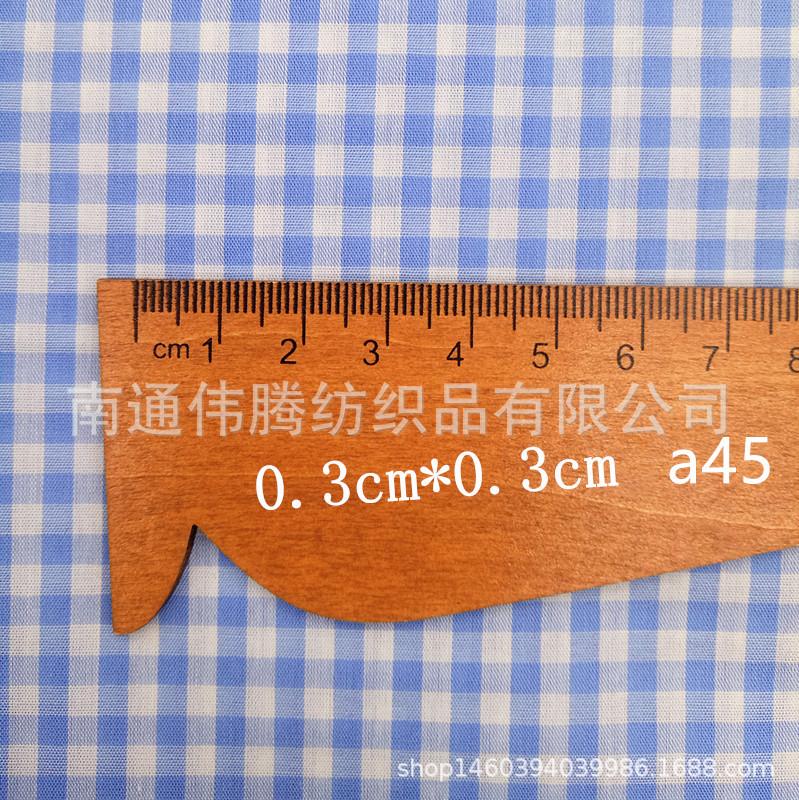 cm 1 2 3 4 5 6 7 8
南通伟腾纺织品有限公司
0.3cm*0.3cm a45
shop1460394039986.1688.com